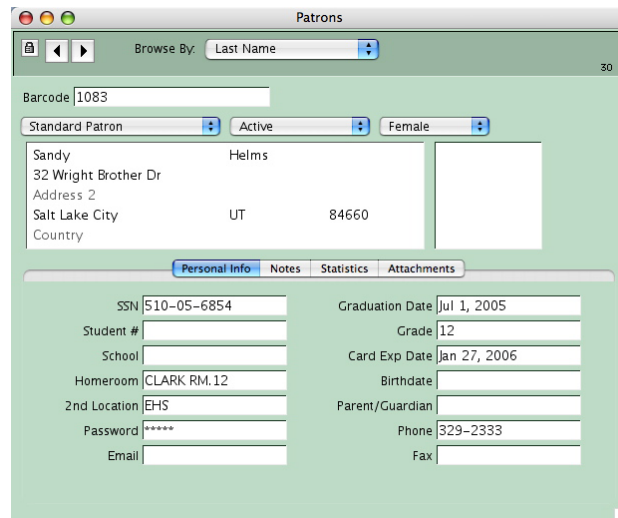 Patrons
Browse By: Last Name
30
Barcode 1083
Standard Patron Active Female
Sandy Helms
32 Wright Brother Dr
Address 2
Salt Lake City UT 84660
Country
Personal Info Notes Statistics Attachments
SSN 510-05-6854 Graduation Date Jul 1, 2005
Student # Grade 12
School Card Exp Date Jan 27, 2006
Homeroom CLARK RM.12 Birthdate
2nd Location EHS Parent/Guardian
Password ***** Phone 329-2333
Email Fax